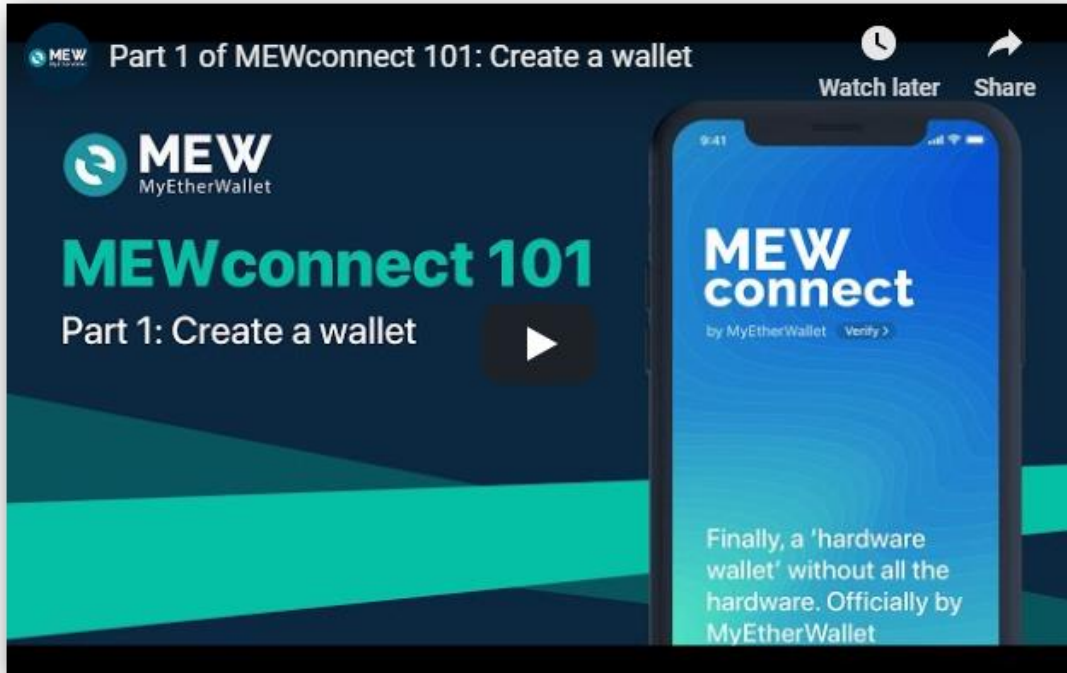 MEW
Part 1 of MEWconnect 101: Create a wallet
Watch later
Share
MEW
MyEtherWallet
MEWconnect 101
Part 1: Create a wallet
9:41
MEW
connect
by MyEtherWallet Verify >
Finally, a ‘hardware
wallet’ without all the
hardware. Officially by
MyEtherWallet